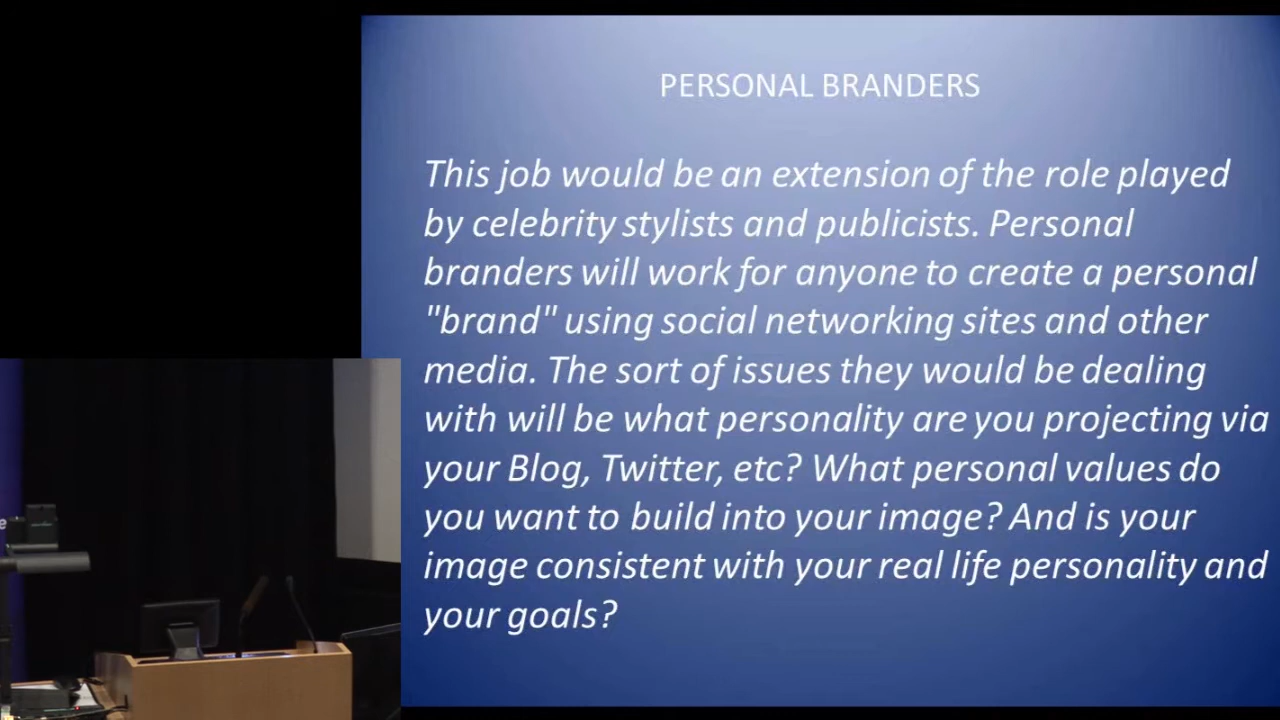 PERSONAL BRANDERS
This job would be an extension of the role played
by celebrity stylists and publicists. Personal
branders will work for anyone to create a personal
"brand" using social networking sites and other
media. The sort of issues they would be dealing
with will be what personality are you projecting via
your Blog, Twitter, etc? What personal values do
you want to build into your image? And is your
image consistent with your real life personality and
your goals?
e